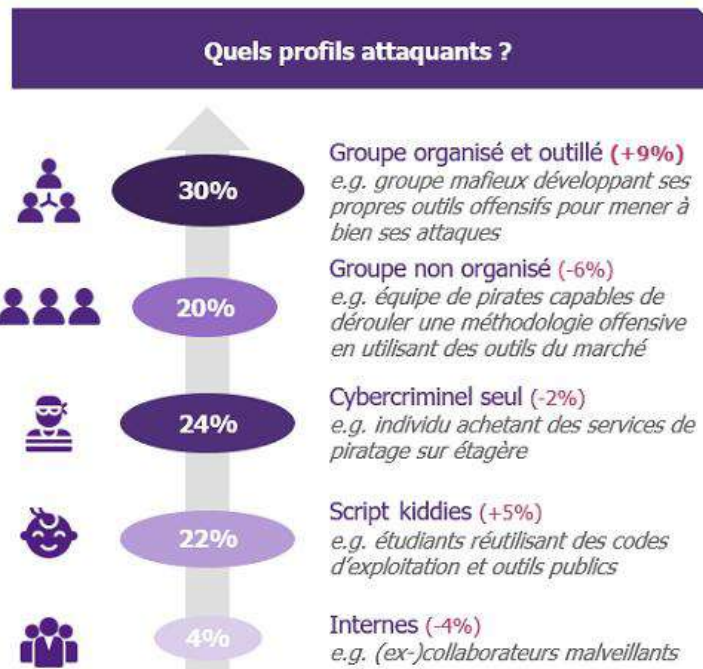 Quels profils attaquants ?
30%
Groupe organisé et outillé (+9%)
e.g. groupe mafieux développant ses
propres outils offensifs pour mener à
bien ses attaques
20%
Groupe non organisé (-6%)
e.g. équipe de pirates capables de
dérouler une méthodologie offensive
en utilisant des outils du marché
24%
Cybercriminel seul (-2%)
e.g. individu achetant des services de
piratage sur étagère
22%
Script kiddies (+5%)
e.g. étudiants réutilisant des codes
d'exploitation et outils publics
4%
Internes (-4%)
e.g. (ex-)collaborateurs malveillants